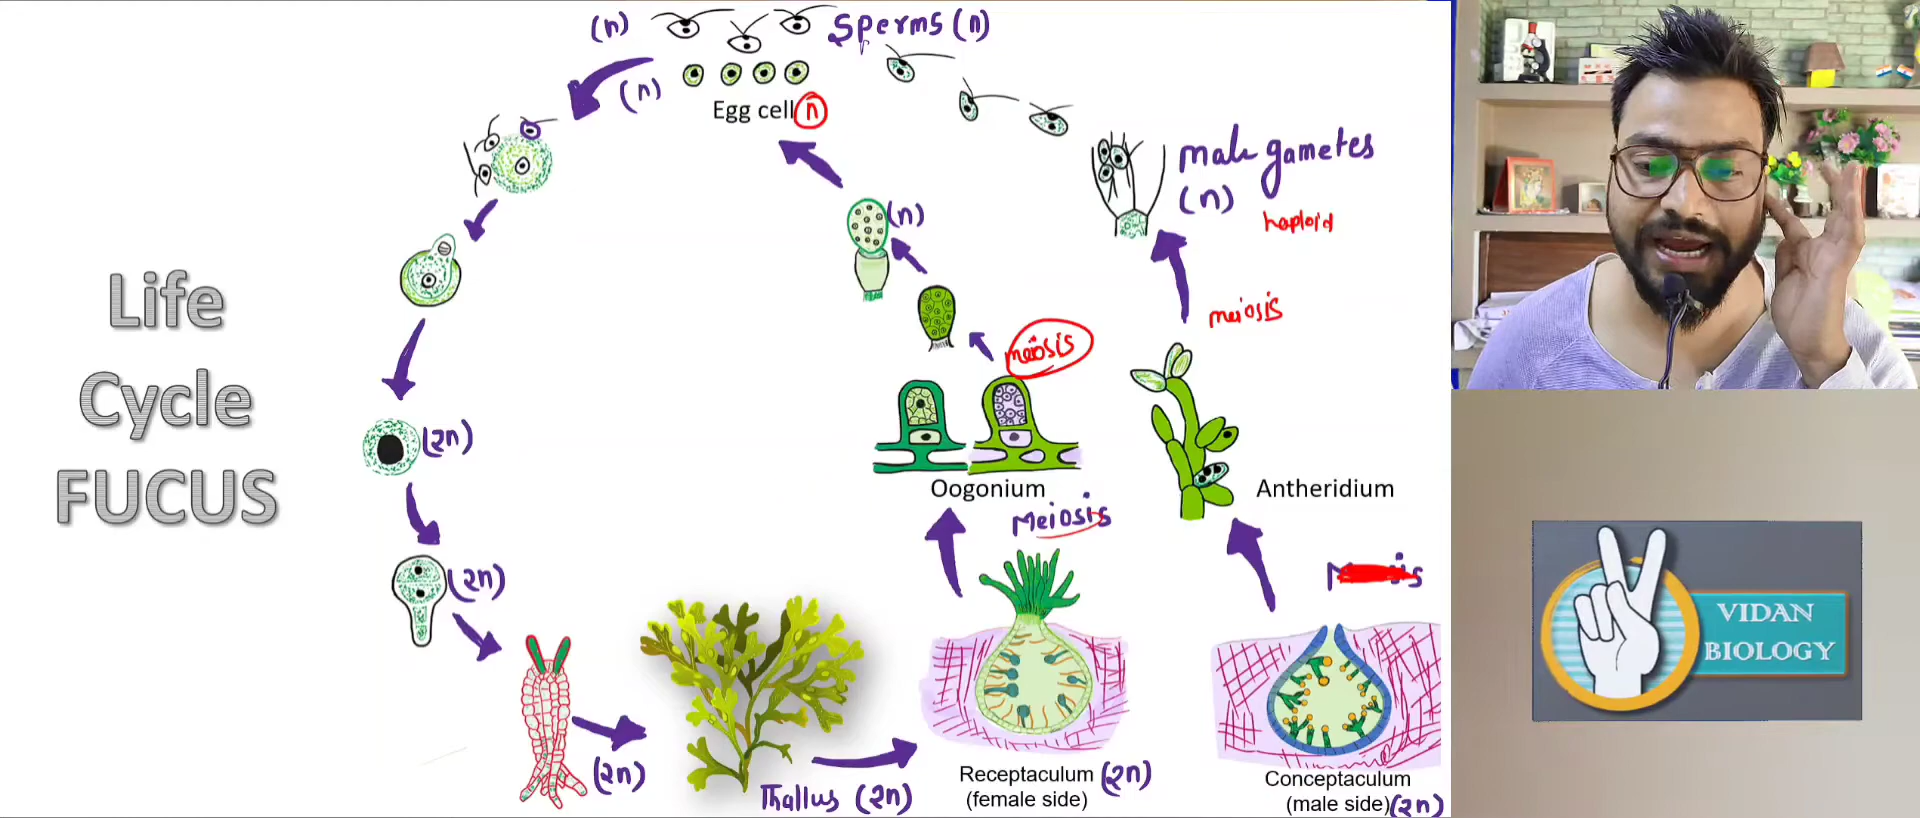 Life
Cycle
FUCUS
(n)
Sperms (n)
(n)
Egg cell n
male gametes
(n)
haploid
(n)
meiosis
meiosis
(2n)
Oogonium
Antheridium
Meiosis
(2n)
(2n)
Thallus (2n)
Receptaculum (2n)
(female side)
Conceptaculum
(male side) (2n)
VIDAN
BIOLOGY